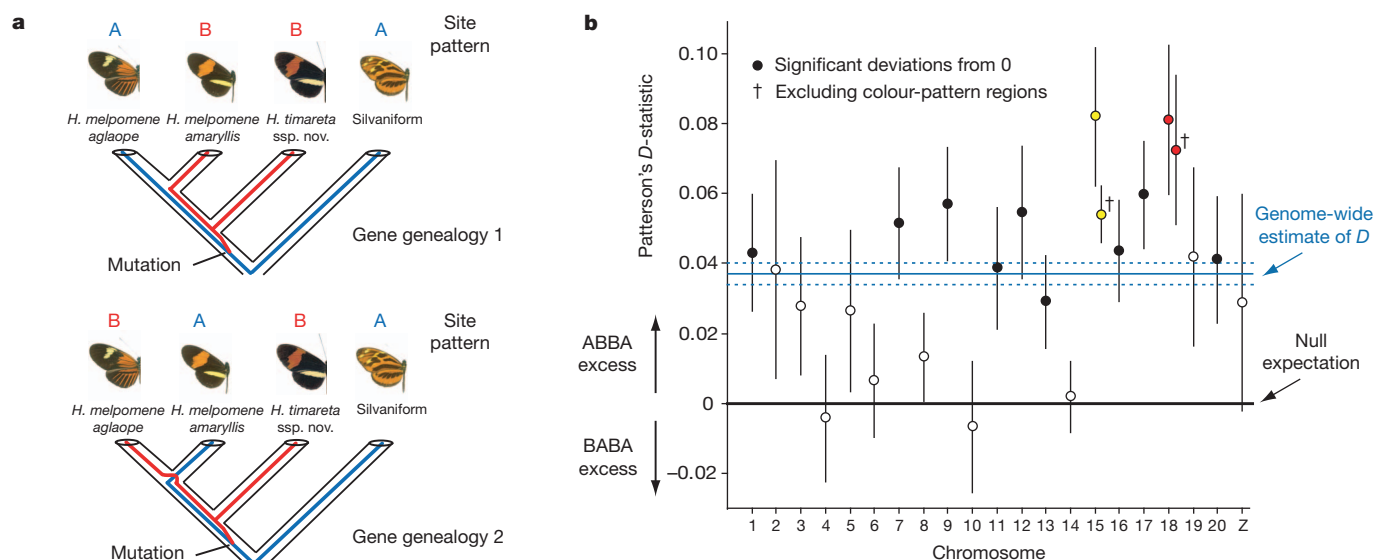 a
A B B A Site
pattern
H. melpomene H. melpomene H. timareta Silvaniform
aglaope amaryllis ssp. nov.
Gene genealogy 1
Mutation
B A B A Site
pattern
H. melpomene H. melpomene H. timareta Silvaniform
aglaope amaryllis ssp. nov.
Gene genealogy 2
Mutation
b
Patterson's D-statistic
0.10
0.08
0.06
0.04
0.02
0
–0.02
● Significant deviations from 0
† Excluding colour-pattern regions
†
†
Genome-wide
estimate of D
Null
expectation
ABBA
excess
BABA
excess
1 2 3 4 5 6 7 8 9 10 11 12 13 14 15 16 17 18 19 20 Z
Chromosome